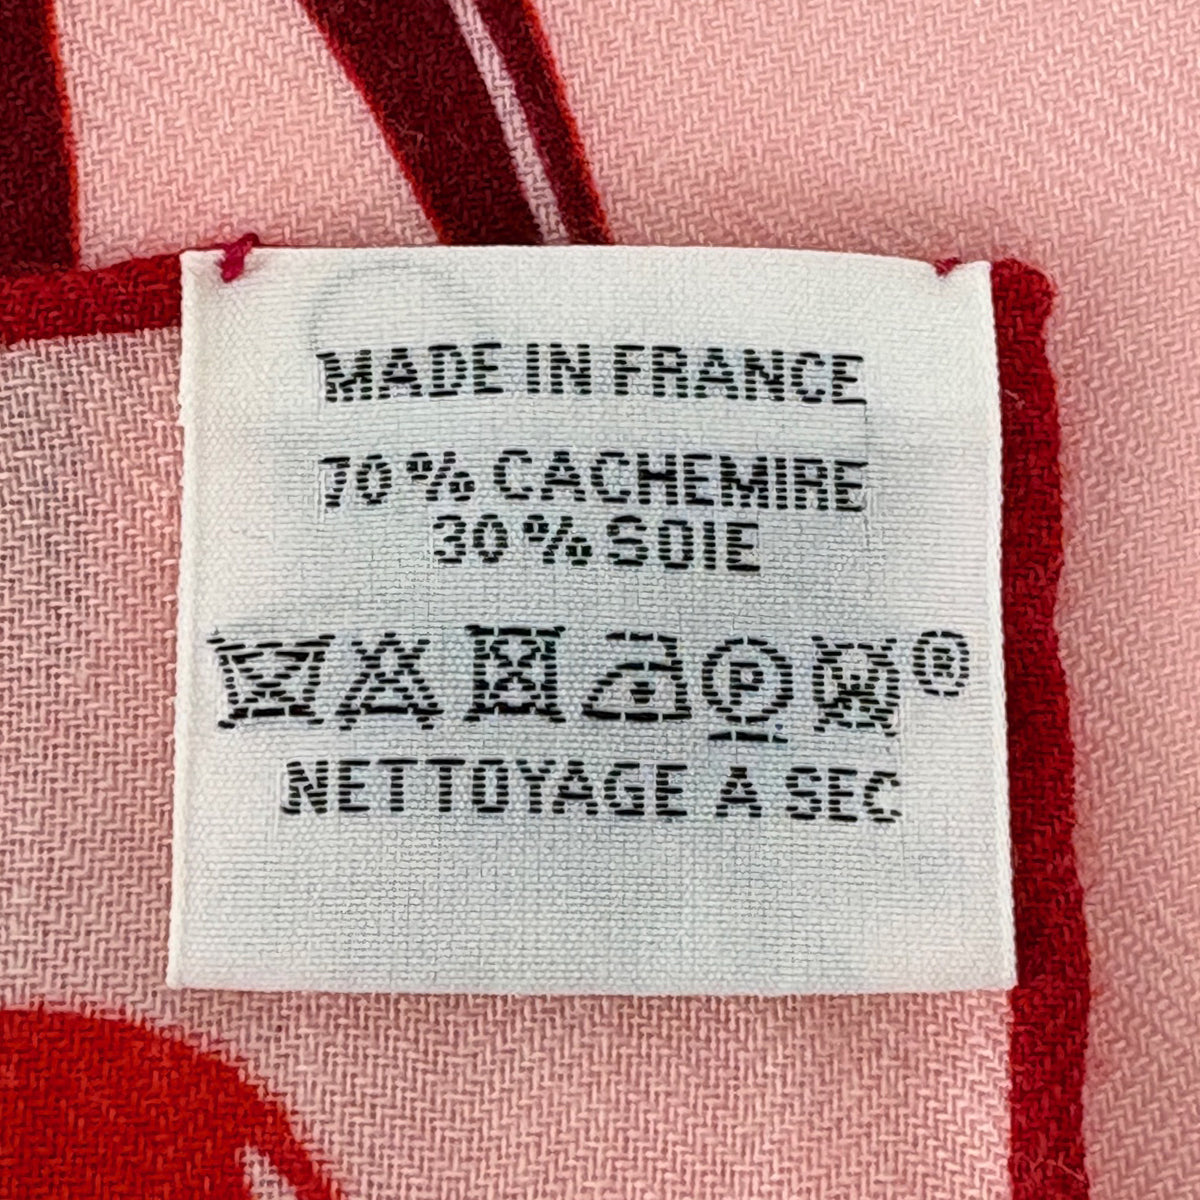 MADE IN FRANCE
70 % CACHEMIRE
30 % SOIE
P W ®
NETTOYAGE A SEC